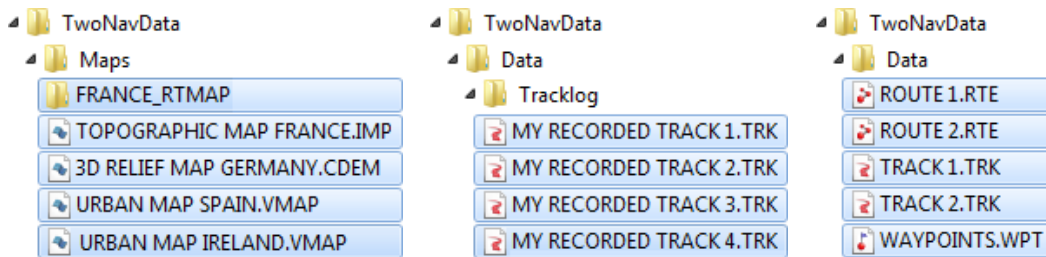 TwoNavData
Maps
FRANCE_RTMAP
TOPOGRAPHIC MAP FRANCE.IMP
3D RELIEF MAP GERMANY.CDEM
URBAN MAP SPAIN.VMAP
URBAN MAP IRELAND.VMAP
TwoNavData
Data
Tracklog
MY RECORDED TRACK 1.TRK
MY RECORDED TRACK 2.TRK
MY RECORDED TRACK 3.TRK
MY RECORDED TRACK 4.TRK
TwoNavData
Data
ROUTE 1.RTE
ROUTE 2.RTE
TRACK 1.TRK
TRACK 2.TRK
WAYPOINTS.WPT